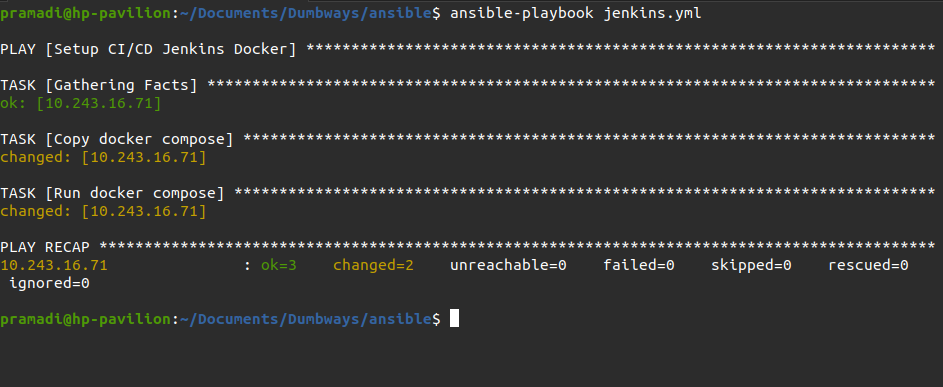 pramadi@hp-pavilion:~/Documents/Dumbways/ansible$ ansible-playbook jenkins.yml
PLAY [Setup CI/CD Jenkins Docker] **********************************************************************
TASK [Gathering Facts] *********************************************************************************
ok: [10.243.16.71]
TASK [Copy docker compose] *****************************************************************************
changed: [10.243.16.71]
TASK [Run docker compose] ******************************************************************************
changed: [10.243.16.71]
PLAY RECAP *********************************************************************************************
10.243.16.71               : ok=3    changed=2    unreachable=0    failed=0    skipped=0    rescued=0
 ignored=0
pramadi@hp-pavilion:~/Documents/Dumbways/ansible$